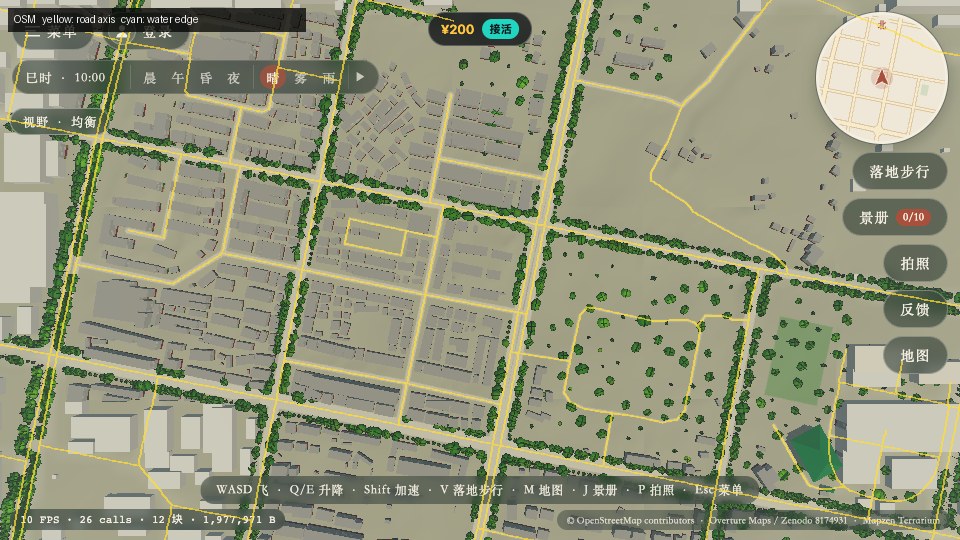 OSM yellow: road axis cyan: water edge
菜单 登录
¥200 接活
巳时 · 10:00 晨 午 昏 夜 晴 雾 雨
视野 · 均衡
落地步行
景册 0/10
拍照
反馈
地图
WASD 飞 · Q/E 升降 · Shift 加速 · V 落地步行 · M 地图 · J 景册 · P 拍照 · Esc 菜单
10 FPS · 26 calls · 12 块 · 1,977,971 B
© OpenStreetMap contributors · Overture Maps / Zenodo 8174931 · Mapzen Terrarium